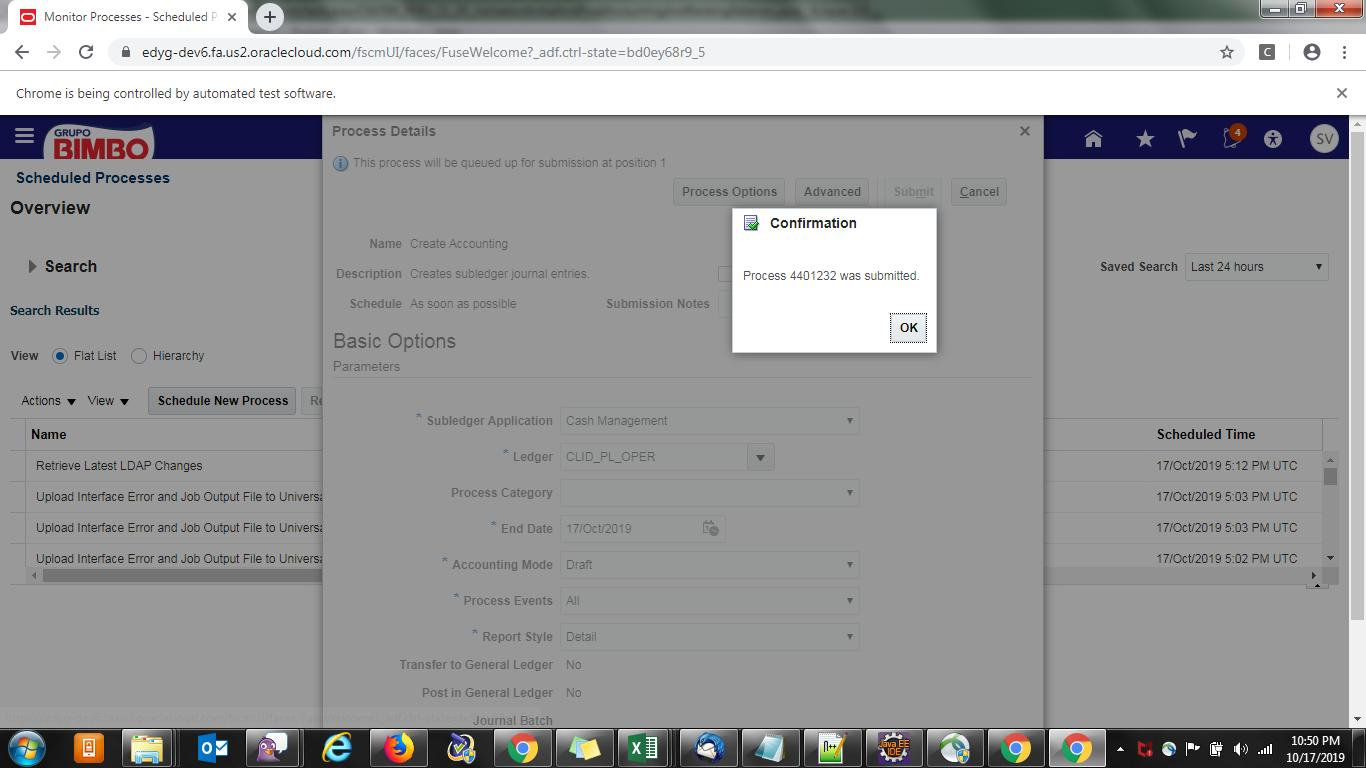 Monitor Processes - Scheduled P
edyg-dev6.fa.us2.oraclecloud.com/fscmUI/faces/FuseWelcome?_adf.ctrl-state=bd0ey68r9_5
C
Chrome is being controlled by automated test software.
GRUPO
BIMBO
4
SV
Process Details
This process will be queued up for submission at position 1
Process Options
Advanced
Submit
Cancel
Scheduled Processes
Overview
Search
Saved Search Last 24 hours
Search Results
View Flat List Hierarchy
Actions View Schedule New Process Re
Name
Scheduled Time
Retrieve Latest LDAP Changes
17/Oct/2019 5:12 PM UTC
Upload Interface Error and Job Output File to Universa
17/Oct/2019 5:03 PM UTC
Upload Interface Error and Job Output File to Universa
17/Oct/2019 5:03 PM UTC
Upload Interface Error and Job Output File to Universa
17/Oct/2019 5:02 PM UTC
Name Create Accounting
Description Creates subledger journal entries.
Schedule As soon as possible
Submission Notes
Confirmation
Process 4401232 was submitted.
OK
Basic Options
Parameters
* Subledger Application Cash Management
* Ledger CLID_PL_OPER
Process Category
* End Date 17/Oct/2019
* Accounting Mode Draft
* Process Events All
* Report Style Detail
Transfer to General Ledger No
Post in General Ledger No
Journal Batch
Java EE
IDE
10:50 PM
10/17/2019